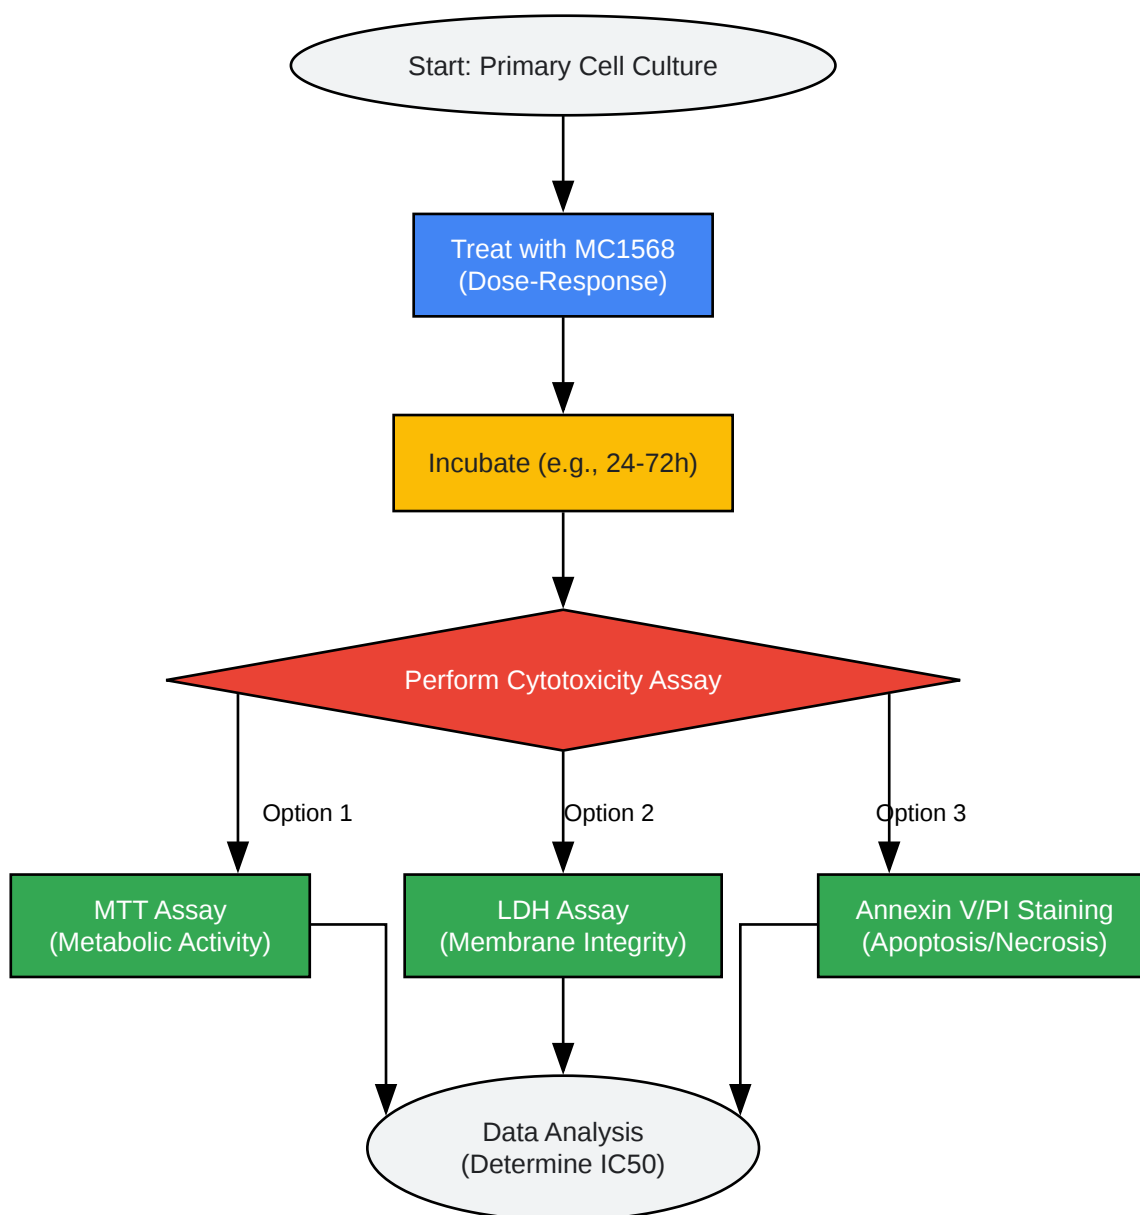 Start: Primary Cell Culture
Treat with MC1568
(Dose-Response)
Incubate (e.g., 24-72h)
Perform Cytotoxicity Assay
Option 1
Option 2
Option 3
MTT Assay
(Metabolic Activity)
LDH Assay
(Membrane Integrity)
Annexin V/PI Staining
(Apoptosis/Necrosis)
Data Analysis
(Determine IC50)